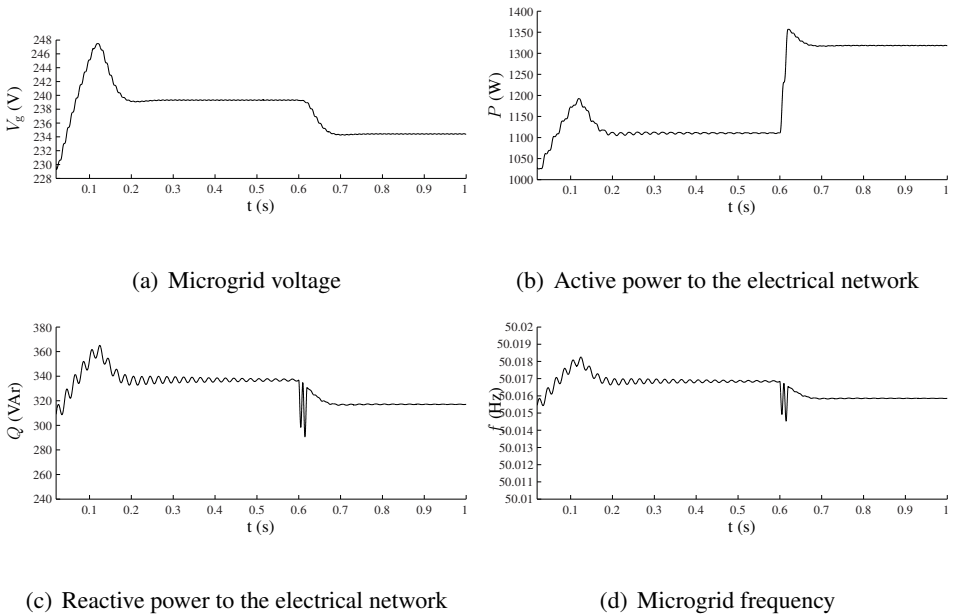 248
246
244
242
240
238
236
234
232
230
228
V_g (V)
0.1 0.2 0.3 0.4 0.5 0.6 0.7 0.8 0.9 1
t (s)
(a) Microgrid voltage
1400
1350
1300
1250
1200
1150
1100
1050
1000
P (W)
0.1 0.2 0.3 0.4 0.5 0.6 0.7 0.8 0.9 1
t (s)
(b) Active power to the electrical network
380
360
340
320
300
280
260
240
Q (VAr)
0.1 0.2 0.3 0.4 0.5 0.6 0.7 0.8 0.9 1
t (s)
(c) Reactive power to the electrical network
50.02
50.019
50.018
50.017
50.016
50.015
50.014
50.013
50.012
50.011
50.01
f (Hz)
0.1 0.2 0.3 0.4 0.5 0.6 0.7 0.8 0.9 1
t (s)
(d) Microgrid frequency